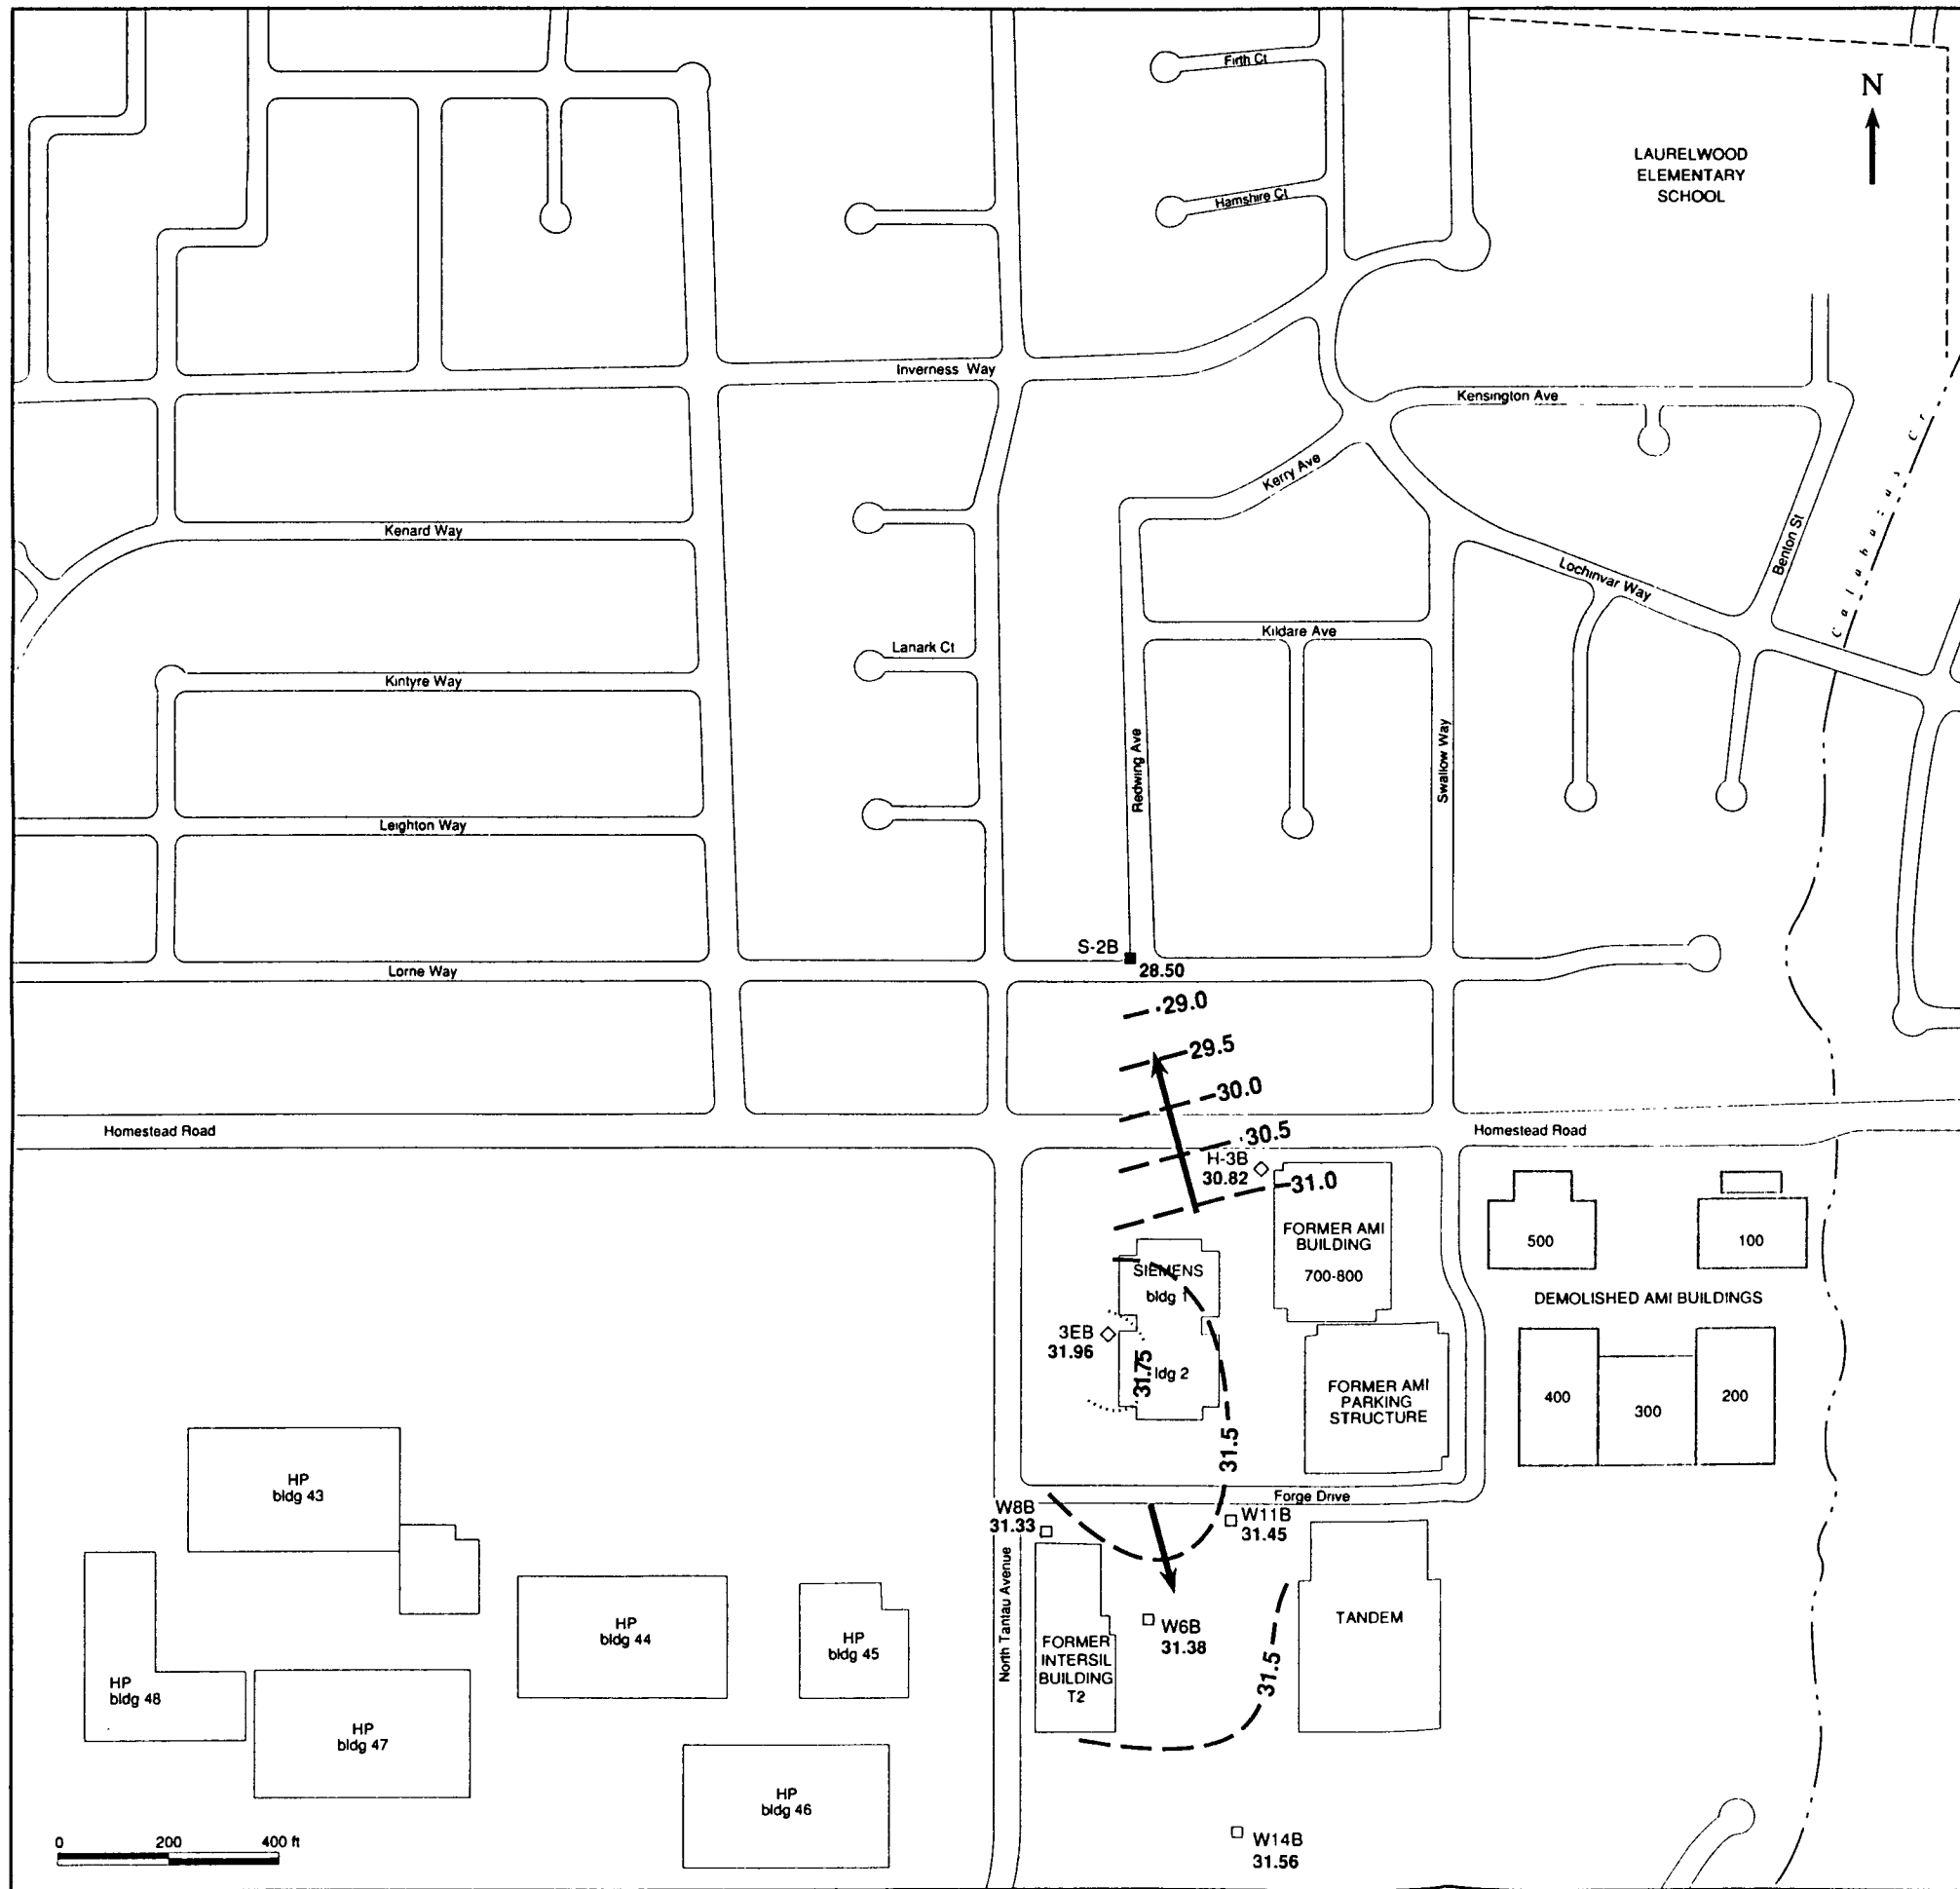 Firth Ct
N
LAURELWOOD
ELEMENTARY
SCHOOL
Hamshire Ct
Inverness Way
Kensington Ave
Kerry Ave
Kenard Way
Benton St
Calabazas Cr
Lochinvar Way
Kildare Ave
Lanark Ct
Kintyre Way
Redwing Ave
Swallow Way
Leighton Way
S-2B
28.50
Lorne Way
29.0
29.5
30.0
Homestead Road
Homestead Road
30.5
H-3B
30.82
31.0
FORMER AMI
BUILDING
700-800
500
100
SIEMENS
bldg 1
DEMOLISHED AMI BUILDINGS
3EB
31.96
31.75
ldg 2
FORMER AMI
PARKING
STRUCTURE
400
300
200
31.5
HP
bldg 43
Forge Drive
W8B
31.33
W11B
31.45
North Tantau Avenue
HP
bldg 44
HP
bldg 45
W6B
31.38
TANDEM
FORMER
INTERSIL
BUILDING
T2
31.5
HP
bldg 48
HP
bldg 47
HP
bldg 46
0 200 400 ft
W14B
31.56